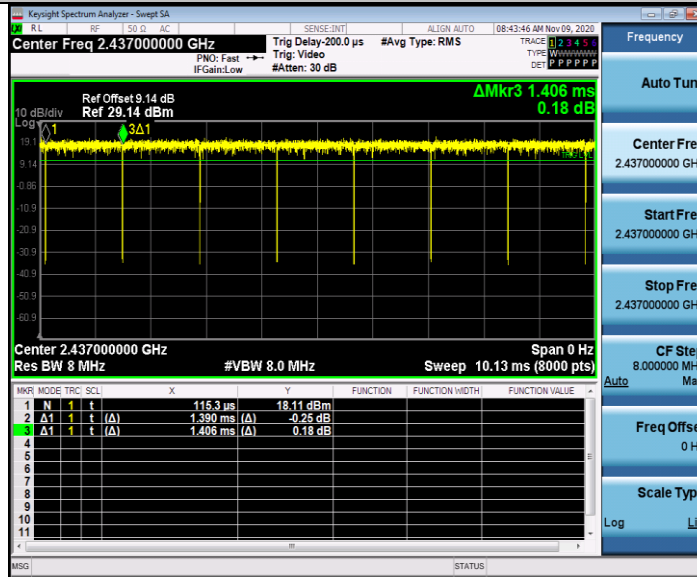 Keysight Spectrum Analyzer - Swept SA
RL RF 50 Ω AC SENSE:INT ALIGN AUTO 08:43:46 AM Nov 09, 2020
Center Freq 2.437000000 GHz
Trig Delay-200.0 µs #Avg Type: RMS TRACE 1 2 3 4 5 6
PNO: Fast Trig: Video TYPE WWWWWW
IFGain:Low #Atten: 30 dB DET P P P P P P
ΔMkr3 1.406 ms
0.18 dB
Ref Offset 9.14 dB
10 dB/div Ref 29.14 dBm
Log
1 3Δ1
19.1
9.14
-0.86
-10.9
-20.9
-30.9
-40.9
-50.9
-60.9
Center 2.437000000 GHz Span 0 Hz
Res BW 8 MHz #VBW 8.0 MHz Sweep 10.13 ms (8000 pts)
MKR MODE TRC SCL X Y FUNCTION FUNCTION WIDTH FUNCTION VALUE
1 N 1 t 115.3 µs 18.11 dBm
2 Δ1 1 t (Δ) 1.390 ms (Δ) -0.25 dB
3 Δ1 1 t (Δ) 1.406 ms (Δ) 0.18 dB
4
5
6
7
8
9
10
11
MSG STATUS
Frequency
Auto Tun
Center Fre
2.437000000 GH
Start Fre
2.437000000 GH
Stop Fre
2.437000000 GH
CF Ste
8.000000 MH
Auto Ma
Freq Offse
0 H
Scale Typ
Log Li